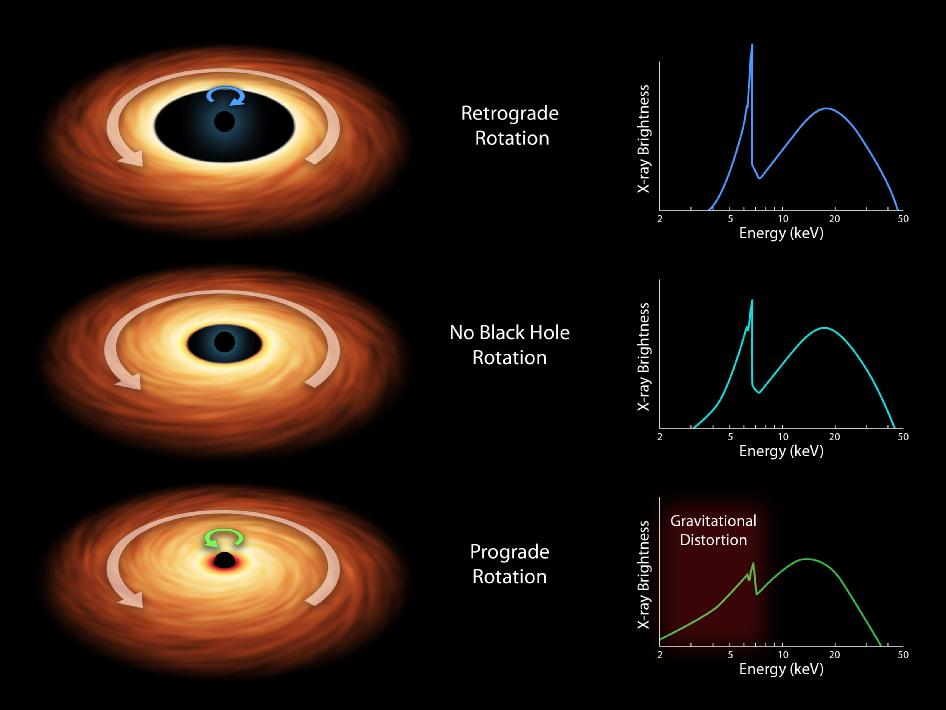 Retrograde
Rotation
X-ray Brightness
2 5 10 20 50
Energy (keV)
No Black Hole
Rotation
X-ray Brightness
2 5 10 20 50
Energy (keV)
Prograde
Rotation
Gravitational
Distortion
X-ray Brightness
2 5 10 20 50
Energy (keV)